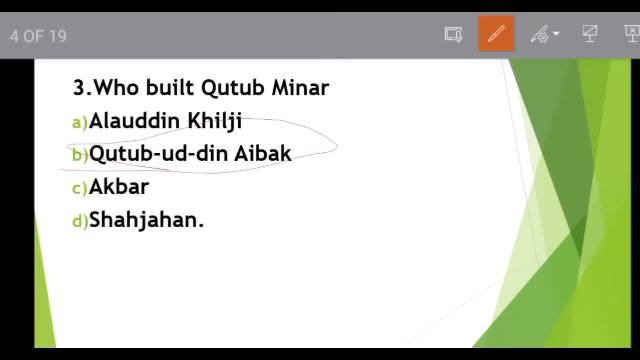 4 OF 19
3.Who built Qutub Minar
a)Alauddin Khilji
b)Qutub-ud-din Aibak
c)Akbar
d)Shahjahan.